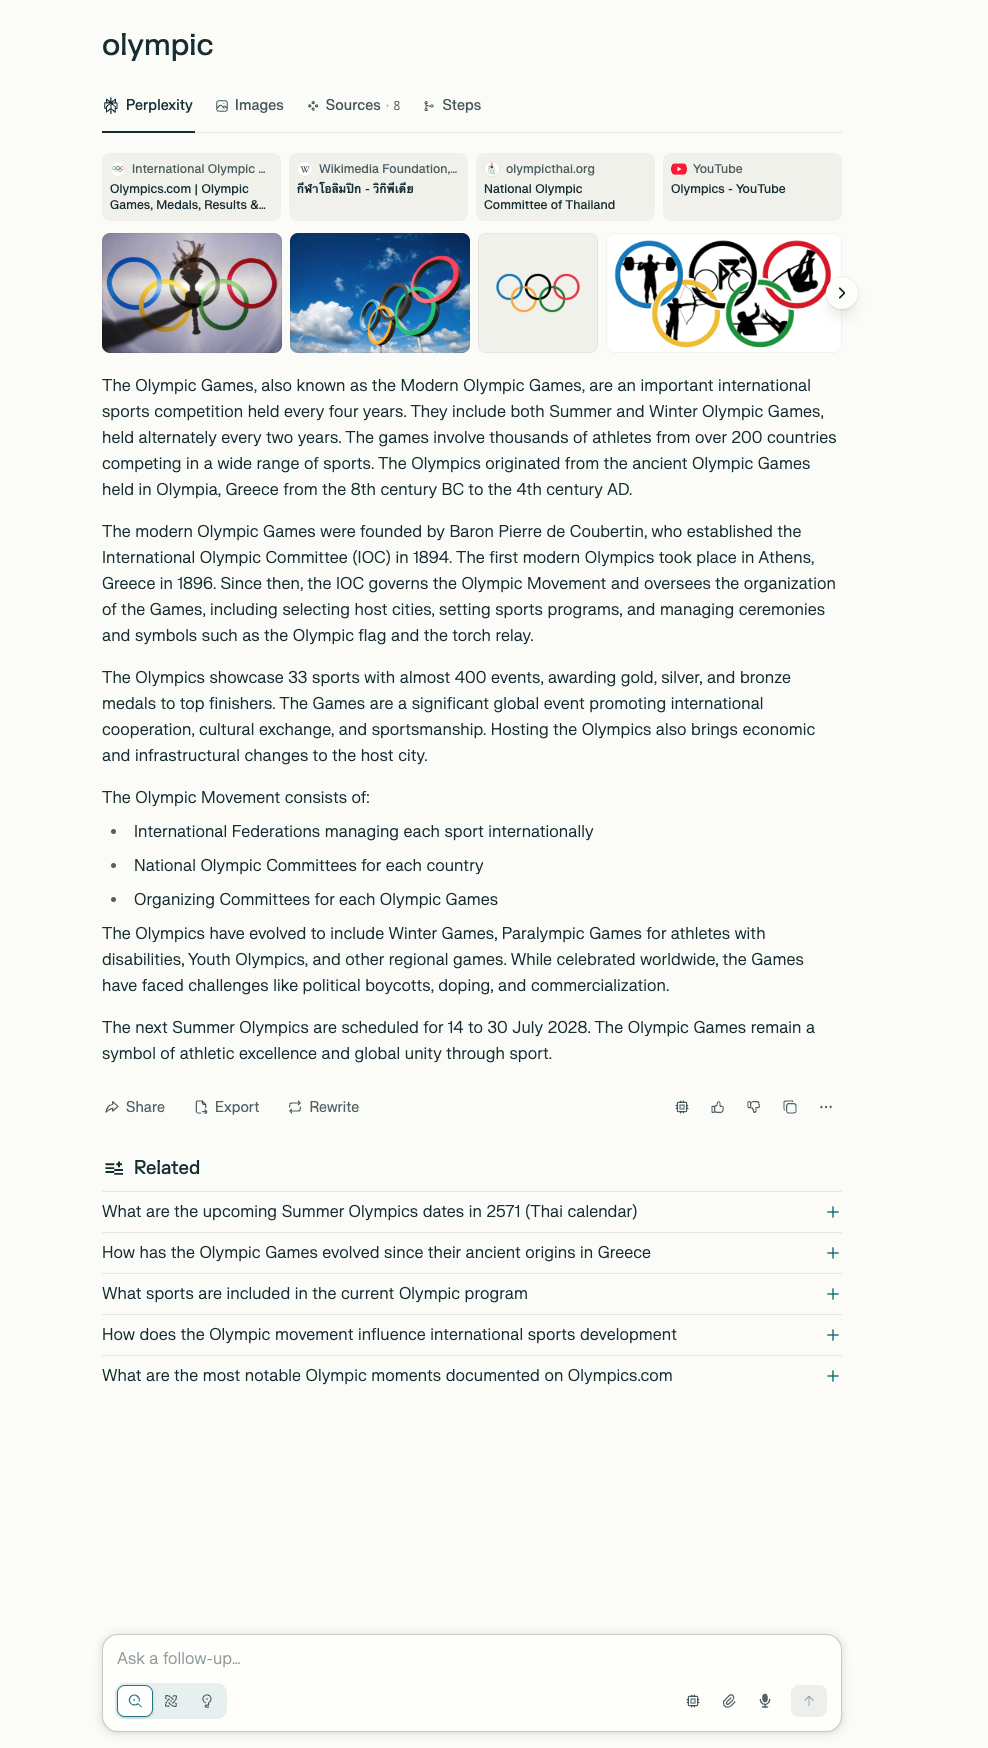 olympic
Perplexity
Images
Sources · 8
Steps
International Olympic ...
Olympics.com | Olympic
Games, Medals, Results &...
Wikimedia Foundation,...
กีฬาโอลิมปิก - วิกิพีเดีย
olympicthai.org
National Olympic
Committee of Thailand
YouTube
Olympics - YouTube
The Olympic Games, also known as the Modern Olympic Games, are an important international
sports competition held every four years. They include both Summer and Winter Olympic Games,
held alternately every two years. The games involve thousands of athletes from over 200 countries
competing in a wide range of sports. The Olympics originated from the ancient Olympic Games
held in Olympia, Greece from the 8th century BC to the 4th century AD.
The modern Olympic Games were founded by Baron Pierre de Coubertin, who established the
International Olympic Committee (IOC) in 1894. The first modern Olympics took place in Athens,
Greece in 1896. Since then, the IOC governs the Olympic Movement and oversees the organization
of the Games, including selecting host cities, setting sports programs, and managing ceremonies
and symbols such as the Olympic flag and the torch relay.
The Olympics showcase 33 sports with almost 400 events, awarding gold, silver, and bronze
medals to top finishers. The Games are a significant global event promoting international
cooperation, cultural exchange, and sportsmanship. Hosting the Olympics also brings economic
and infrastructural changes to the host city.
The Olympic Movement consists of:
• International Federations managing each sport internationally
• National Olympic Committees for each country
• Organizing Committees for each Olympic Games
The Olympics have evolved to include Winter Games, Paralympic Games for athletes with
disabilities, Youth Olympics, and other regional games. While celebrated worldwide, the Games
have faced challenges like political boycotts, doping, and commercialization.
The next Summer Olympics are scheduled for 14 to 30 July 2028. The Olympic Games remain a
symbol of athletic excellence and global unity through sport.
Share
Export
Rewrite
Related
What are the upcoming Summer Olympics dates in 2571 (Thai calendar)
How has the Olympic Games evolved since their ancient origins in Greece
What sports are included in the current Olympic program
How does the Olympic movement influence international sports development
What are the most notable Olympic moments documented on Olympics.com
Ask a follow-up...